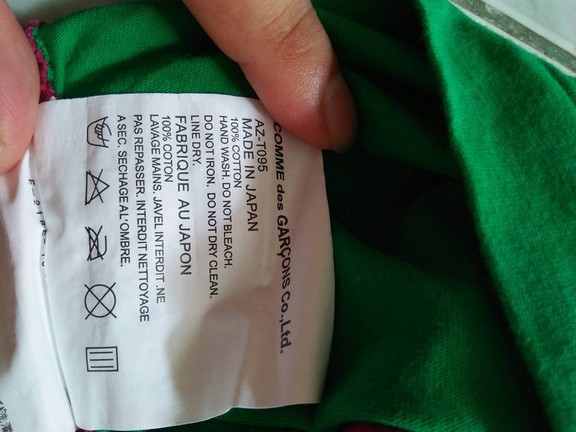 COMME des GARÇONS Co.,Ltd.
AZ-T095
MADE IN JAPAN
100% COTTON
HAND WASH. DO NOT BLEACH.
DO NOT IRON. DO NOT DRY CLEAN.
LINE DRY.
FABRIQUE AU JAPON
100% COTON
LAVAGE MAINS. JAVEL INTERDIT .NE
PAS REPASSER. INTERDIT NETTOYAGE
A SEC. SECHAGE AL'OMBRE.